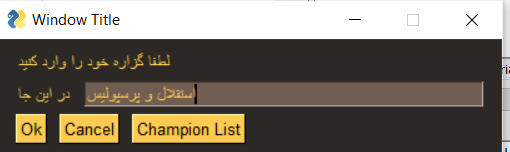 Window Title
لطفا گزاره خود را وارد کنید
در این جا استقلال و پرسپولیس
Ok Cancel Champion List